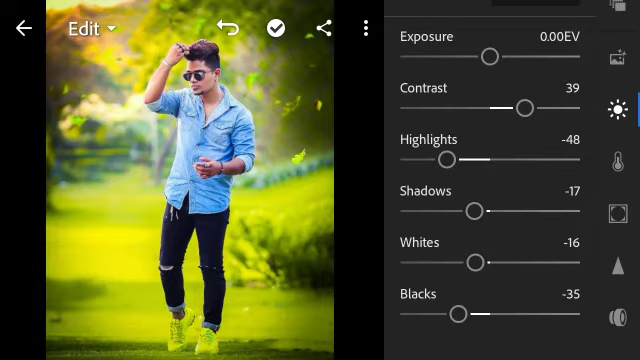 Edit
Exposure 0.00EV
Contrast 39
Highlights -48
Shadows -17
Whites -16
Blacks -35